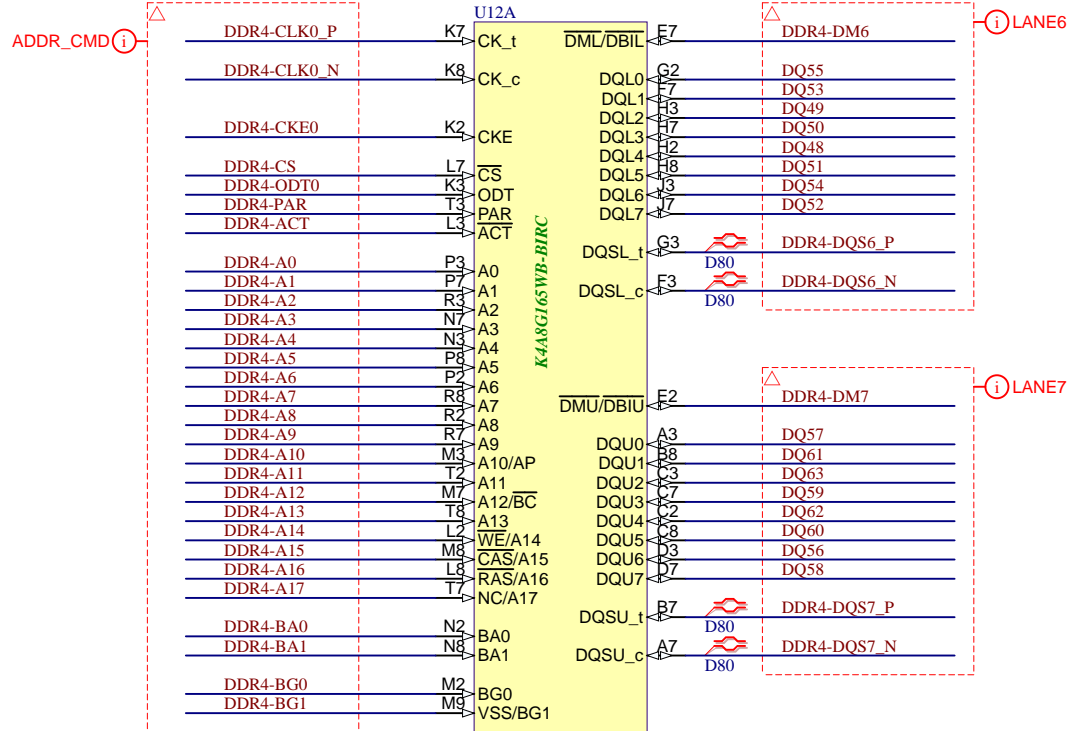 U12A
K4A8G165WB-BIRC
ADDR_CMD
DDR4-CLK0_P K7 CK_t
DDR4-CLK0_N K8 CK_c
DDR4-CKE0 K2 CKE
DDR4-CS L7 CS
DDR4-ODT0 K3 ODT
DDR4-PAR T3 PAR
DDR4-ACT L3 ACT
DDR4-A0 P3 A0
DDR4-A1 P7 A1
DDR4-A2 R3 A2
DDR4-A3 N7 A3
DDR4-A4 N3 A4
DDR4-A5 P8 A5
DDR4-A6 P2 A6
DDR4-A7 R8 A7
DDR4-A8 R2 A8
DDR4-A9 R7 A9
DDR4-A10 M3 A10/AP
DDR4-A11 T2 A11
DDR4-A12 M7 A12/BC
DDR4-A13 T8 A13
DDR4-A14 L2 WE/A14
DDR4-A15 M8 CAS/A15
DDR4-A16 L8 RAS/A16
DDR4-A17 T7 NC/A17
DDR4-BA0 N2 BA0
DDR4-BA1 N8 BA1
DDR4-BG0 M2 BG0
DDR4-BG1 M9 VSS/BG1
i LANE6
DML/DBIL E7 DDR4-DM6
DQL0 G2 DQ55
DQL1 F7 DQ53
DQL2 H3 DQ49
DQL3 H7 DQ50
DQL4 H2 DQ48
DQL5 H8 DQ51
DQL6 J3 DQ54
DQL7 J7 DQ52
DQSL_t G3 DDR4-DQS6_P
D80
DQSL_c F3 DDR4-DQS6_N
D80
i LANE7
DMU/DBIU E2 DDR4-DM7
DQU0 A3 DQ57
DQU1 B8 DQ61
DQU2 C3 DQ63
DQU3 C7 DQ59
DQU4 C2 DQ62
DQU5 C8 DQ60
DQU6 D3 DQ56
DQU7 D7 DQ58
DQSU_t B7 DDR4-DQS7_P
D80
DQSU_c A7 DDR4-DQS7_N
D80